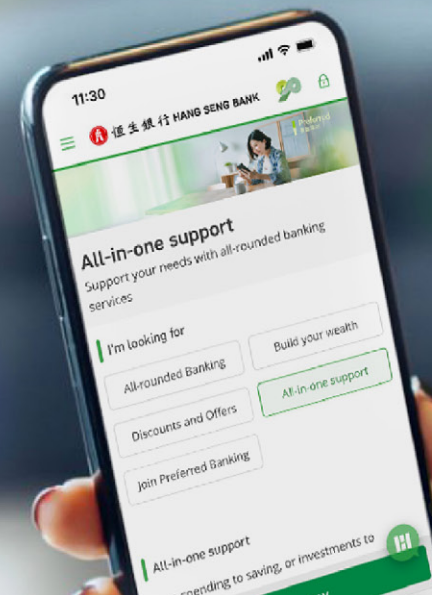 11:30
恒生銀行 HANG SENG BANK
Preferred
All-in-one support
Support your needs with all-rounded banking
services
I'm looking for
All-rounded Banking
Build your wealth
Discounts and Offers
All-in-one support
Join Preferred Banking
All-in-one support
spending to saving, or investments to